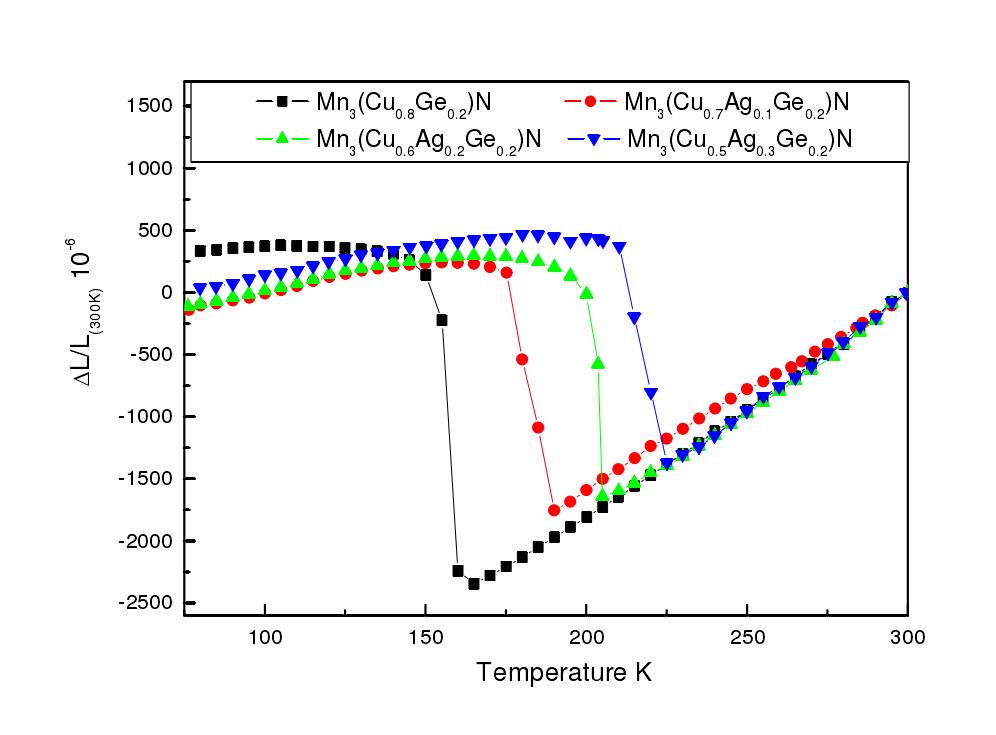 1500
1000
500
0
-500
-1000
-1500
-2000
-2500
ΔL/L(300K) 10-6
Mn3(Cu0.8Ge0.2)N
Mn3(Cu0.7Ag0.1Ge0.2)N
Mn3(Cu0.6Ag0.2Ge0.2)N
Mn3(Cu0.5Ag0.3Ge0.2)N
100 150 200 250 300
Temperature K